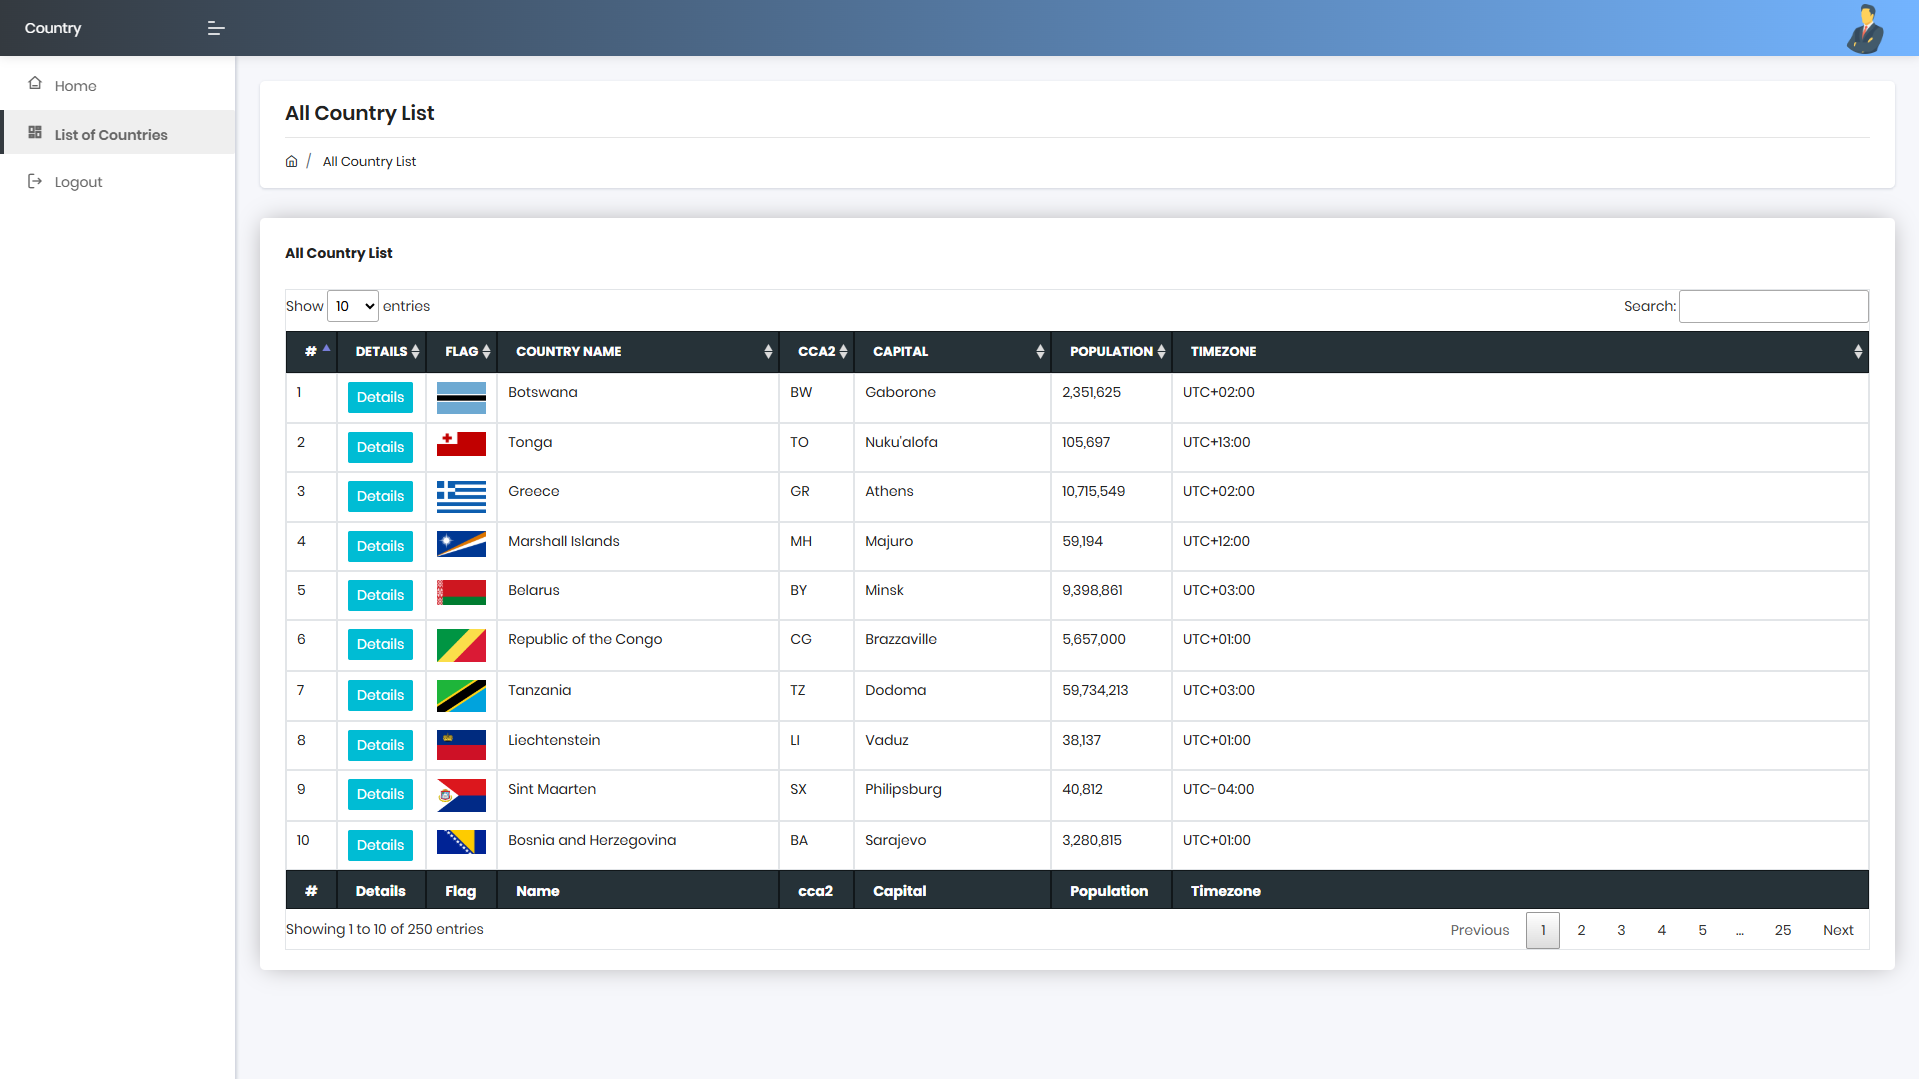 Country
Home
List of Countries
Logout
All Country List
/ All Country List
All Country List
Show 10 entries Search:
# DETAILS FLAG COUNTRY NAME CCA2 CAPITAL POPULATION TIMEZONE
1 Details Botswana BW Gaborone 2,351,625 UTC+02:00
2 Details Tonga TO Nuku'alofa 105,697 UTC+13:00
3 Details Greece GR Athens 10,715,549 UTC+02:00
4 Details Marshall Islands MH Majuro 59,194 UTC+12:00
5 Details Belarus BY Minsk 9,398,861 UTC+03:00
6 Details Republic of the Congo CG Brazzaville 5,657,000 UTC+01:00
7 Details Tanzania TZ Dodoma 59,734,213 UTC+03:00
8 Details Liechtenstein LI Vaduz 38,137 UTC+01:00
9 Details Sint Maarten SX Philipsburg 40,812 UTC-04:00
10 Details Bosnia and Herzegovina BA Sarajevo 3,280,815 UTC+01:00
# Details Flag Name cca2 Capital Population Timezone
Showing 1 to 10 of 250 entries Previous 1 2 3 4 5 … 25 Next